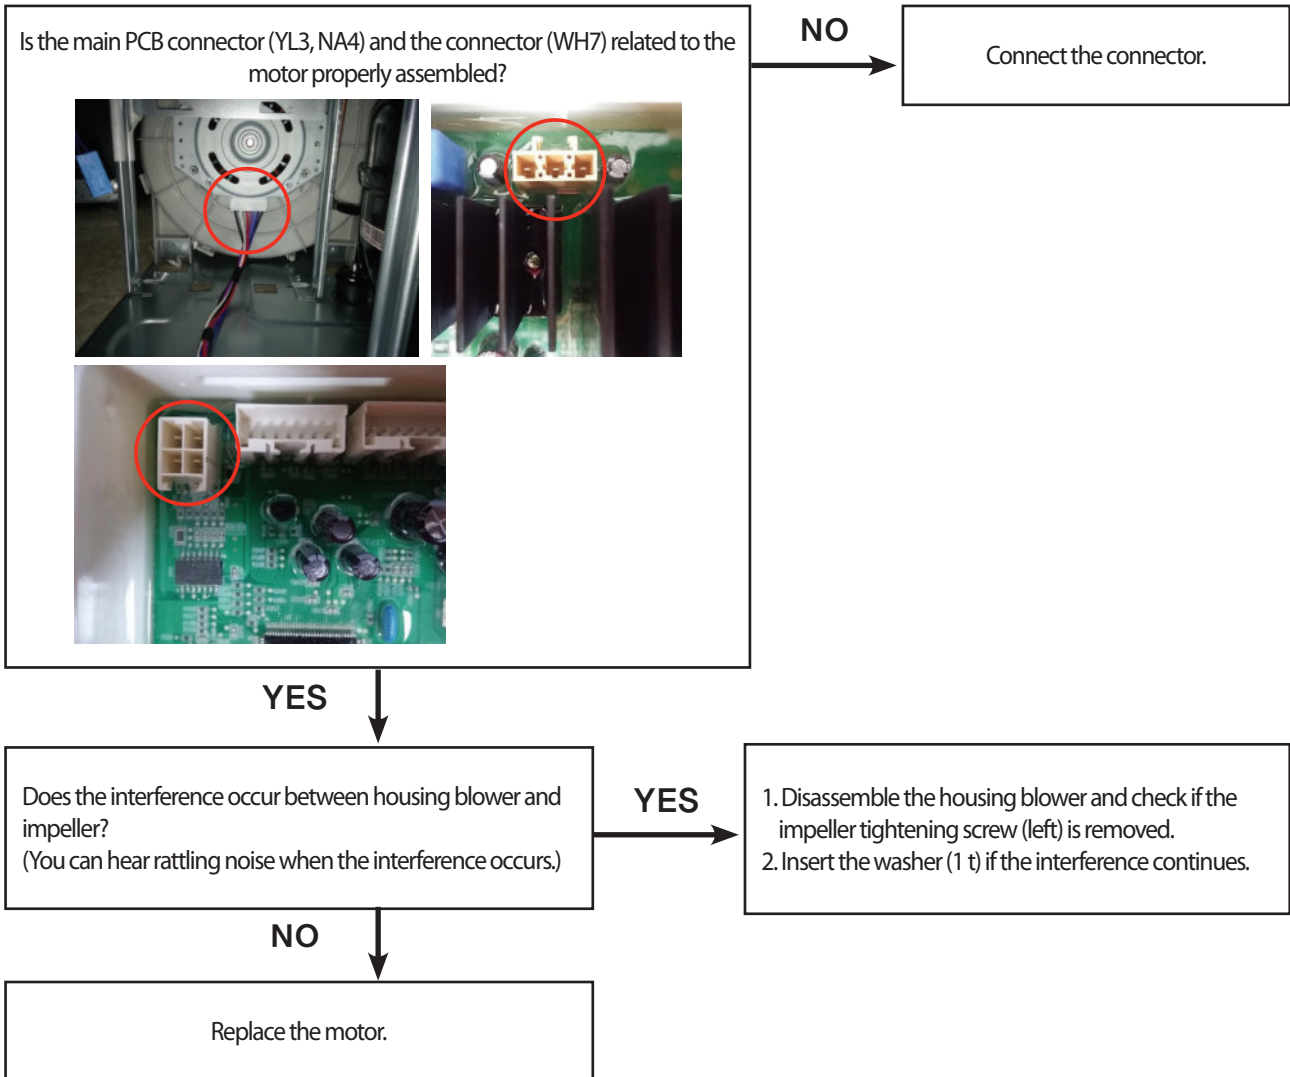 Is the main PCB connector (YL3, NA4) and the connector (WH7) related to the
motor properly assembled?
NO
Connect the connector.
YES
Does the interference occur between housing blower and
impeller?
(You can hear rattling noise when the interference occurs.)
YES
1. Disassemble the housing blower and check if the
impeller tightening screw (left) is removed.
2. Insert the washer (1 t) if the interference continues.
NO
Replace the motor.